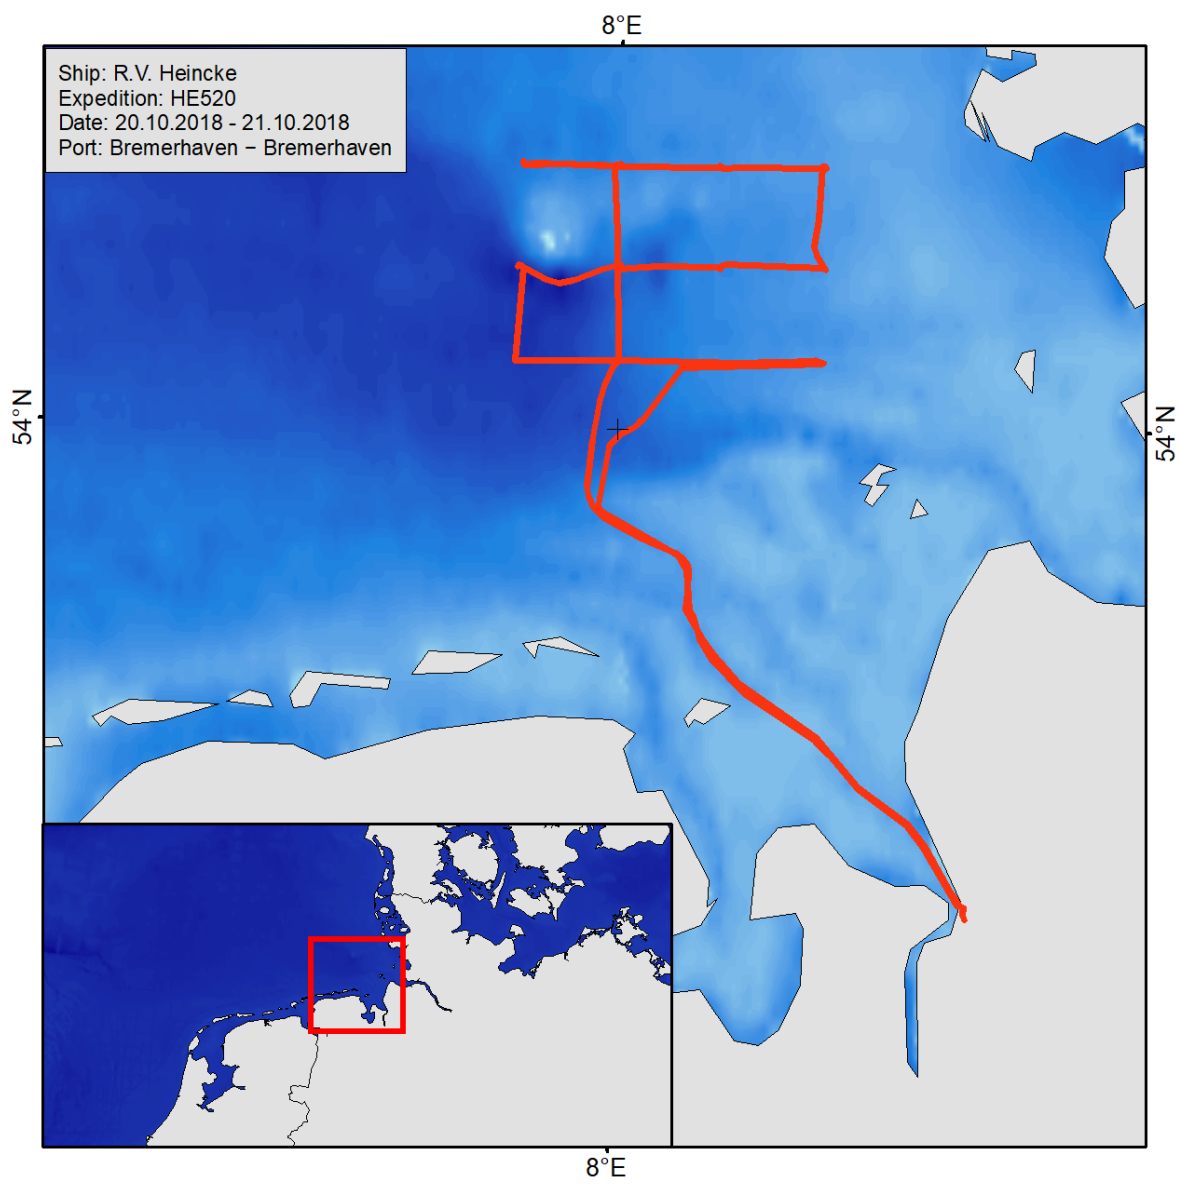 8°E
Ship: R.V. Heincke
Expedition: HE520
Date: 20.10.2018 - 21.10.2018
Port: Bremerhaven – Bremerhaven
54°N
54°N
8°E